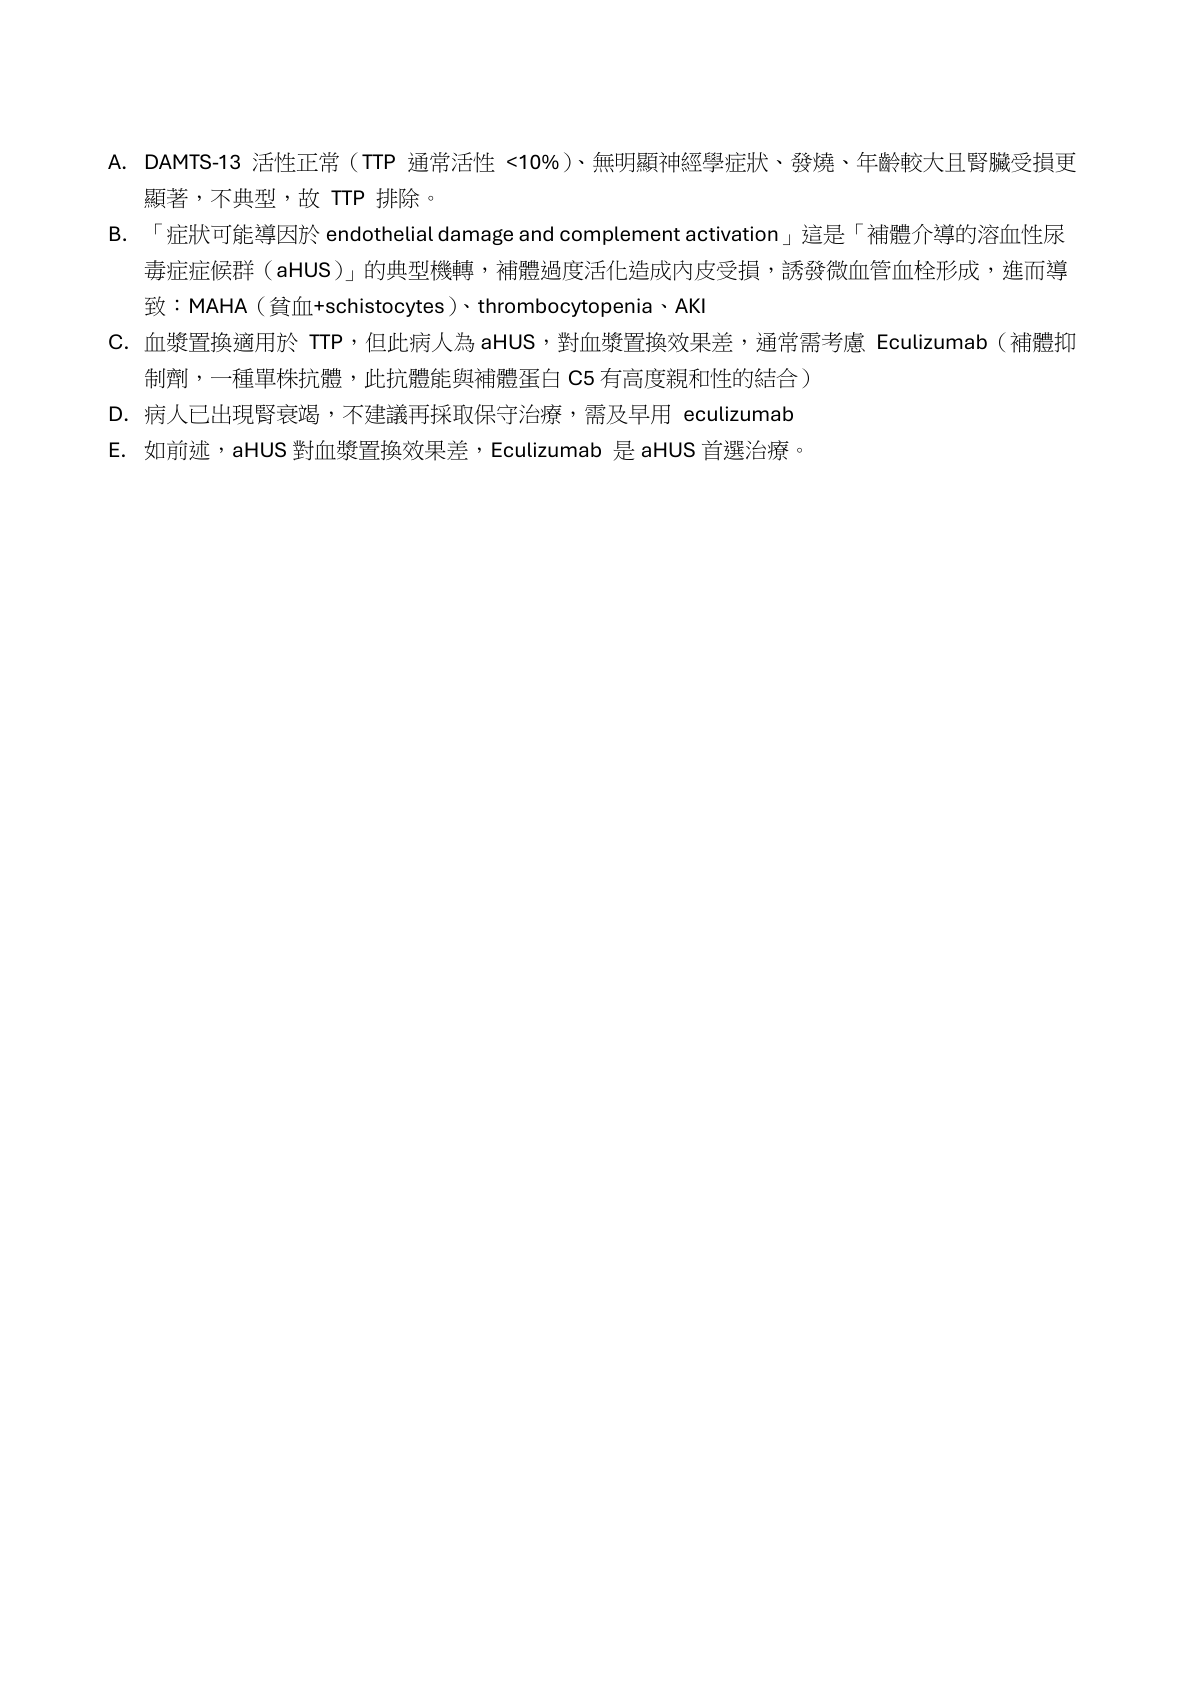 A. DAMTS-13 活性正常（TTP 通常活性 <10%）、無明顯神經學症狀、發燒、年齡較大且腎臟受損更
顯著，不典型，故 TTP 排除。
B. 「症狀可能導因於 endothelial damage and complement activation」這是「補體介導的溶血性尿
毒症症候群（aHUS）」的典型機轉，補體過度活化造成內皮受損，誘發微血管血栓形成，進而導
致：MAHA（貧血+schistocytes）、thrombocytopenia、AKI
C. 血漿置換適用於 TTP，但此病人為 aHUS，對血漿置換效果差，通常需考慮 Eculizumab（補體抑
制劑，一種單株抗體，此抗體能與補體蛋白 C5 有高度親和性的結合）
D. 病人已出現腎衰竭，不建議再採取保守治療，需及早用 eculizumab
E. 如前述，aHUS 對血漿置換效果差，Eculizumab 是 aHUS 首選治療。